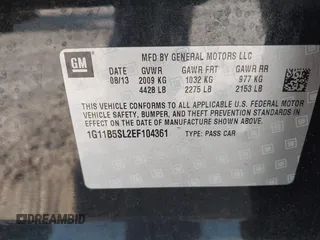 GM
MFD BY GENERAL MOTORS LLC
08/13 GVWR GAWR FRT GAWR RR
2009 KG 1032 KG 977 KG
4428 LB 2275 LB 2153 LB
THIS VEHICLE CONFORMS TO ALL APPLICABLE U.S. FEDERAL MOTOR
VEHICLE SAFETY, BUMPER, AND THEFT PREVENTION STANDARDS
IN EFFECT ON THE DATE OF MANUFACTURE SHOWN ABOVE.
1G11B5SL2EF104361 TYPE: PASS CAR
DREAMBID